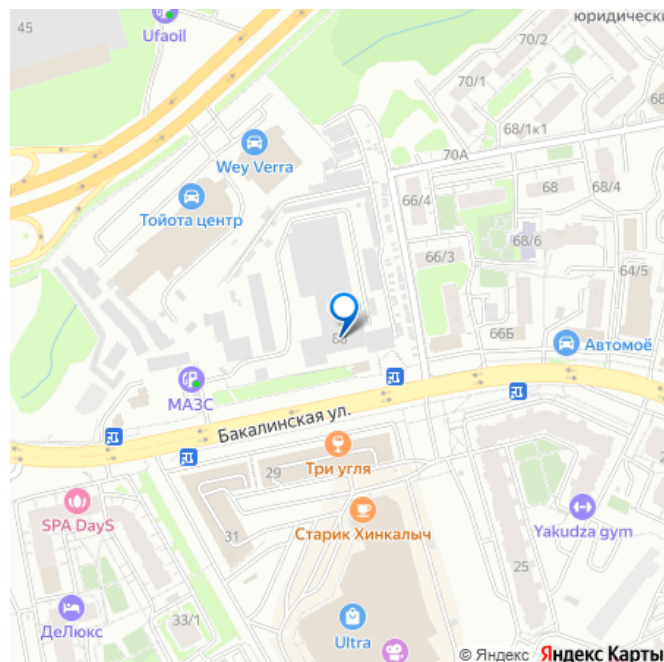 45
Ufaoil
юридически
70/2
70/1
68/1к1
70А
Wey Verra
66/4
68
68/4
Тойота центр
68/6
66/3
64/5
66Б
88
Автомоё
МАЗС
Бакалинская ул.
29
Три угля
SPA DayS
31
Старик Хинкалыч
Yakudza gym
25
33/1
ДеЛюкс
Ultra
© Яндекс Яндекс Карты